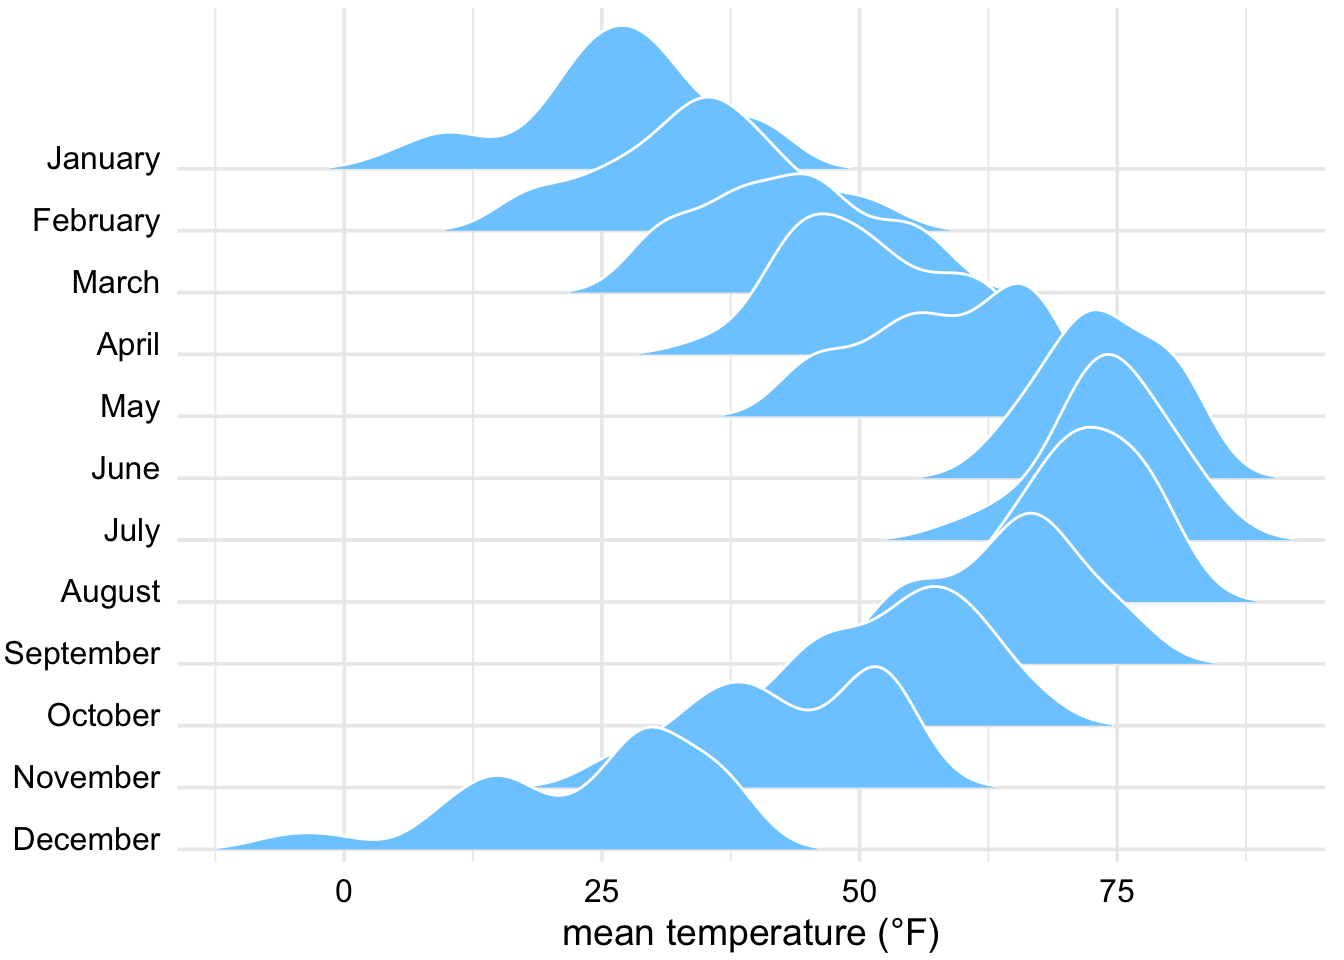 January
February
March
April
May
June
July
August
September
October
November
December
0 25 50 75
mean temperature (°F)